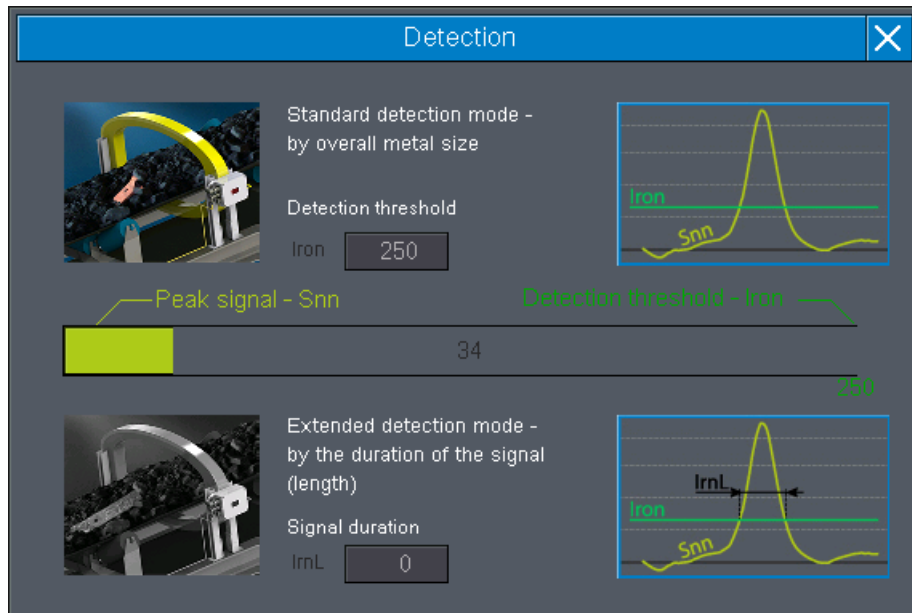 Detection
Standard detection mode -
by overall metal size
Detection threshold
Iron 250
Iron
Snn
Peak signal - Snn
Detection threshold - Iron
34
250
Extended detection mode -
by the duration of the signal
(length)
Signal duration
IrnL 0
IrnL
Iron
Snn